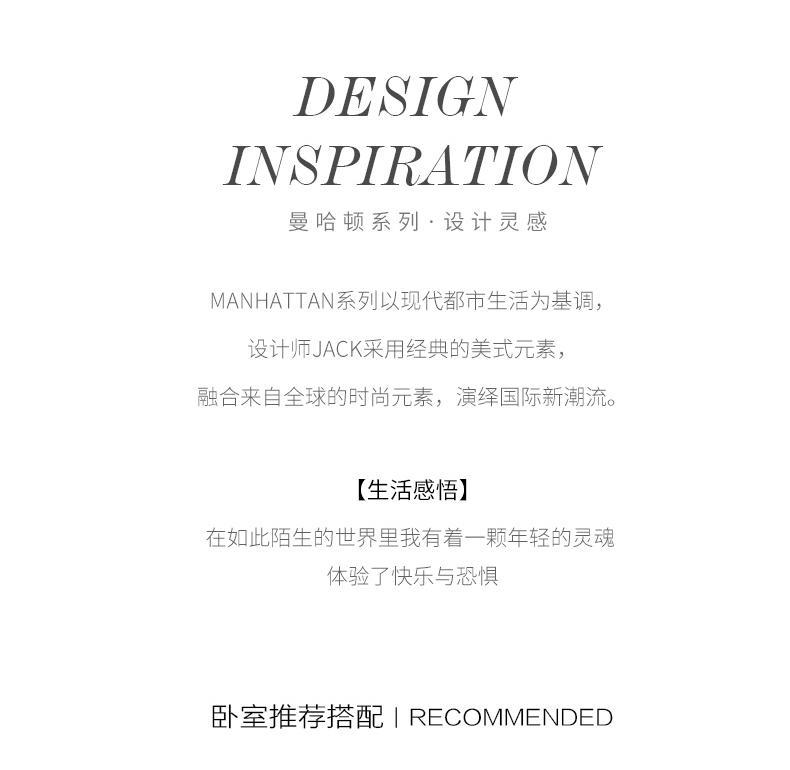 DESIGN
INSPIRATION
曼哈顿系列·设计灵感
MANHATTAN系列以现代都市生活为基调，
设计师JACK采用经典的美式元素，
融合来自全球的时尚元素，演绎国际新潮流。
【生活感悟】
在如此陌生的世界里我有着一颗年轻的灵魂
体验了快乐与恐惧
卧室推荐搭配 | RECOMMENDED